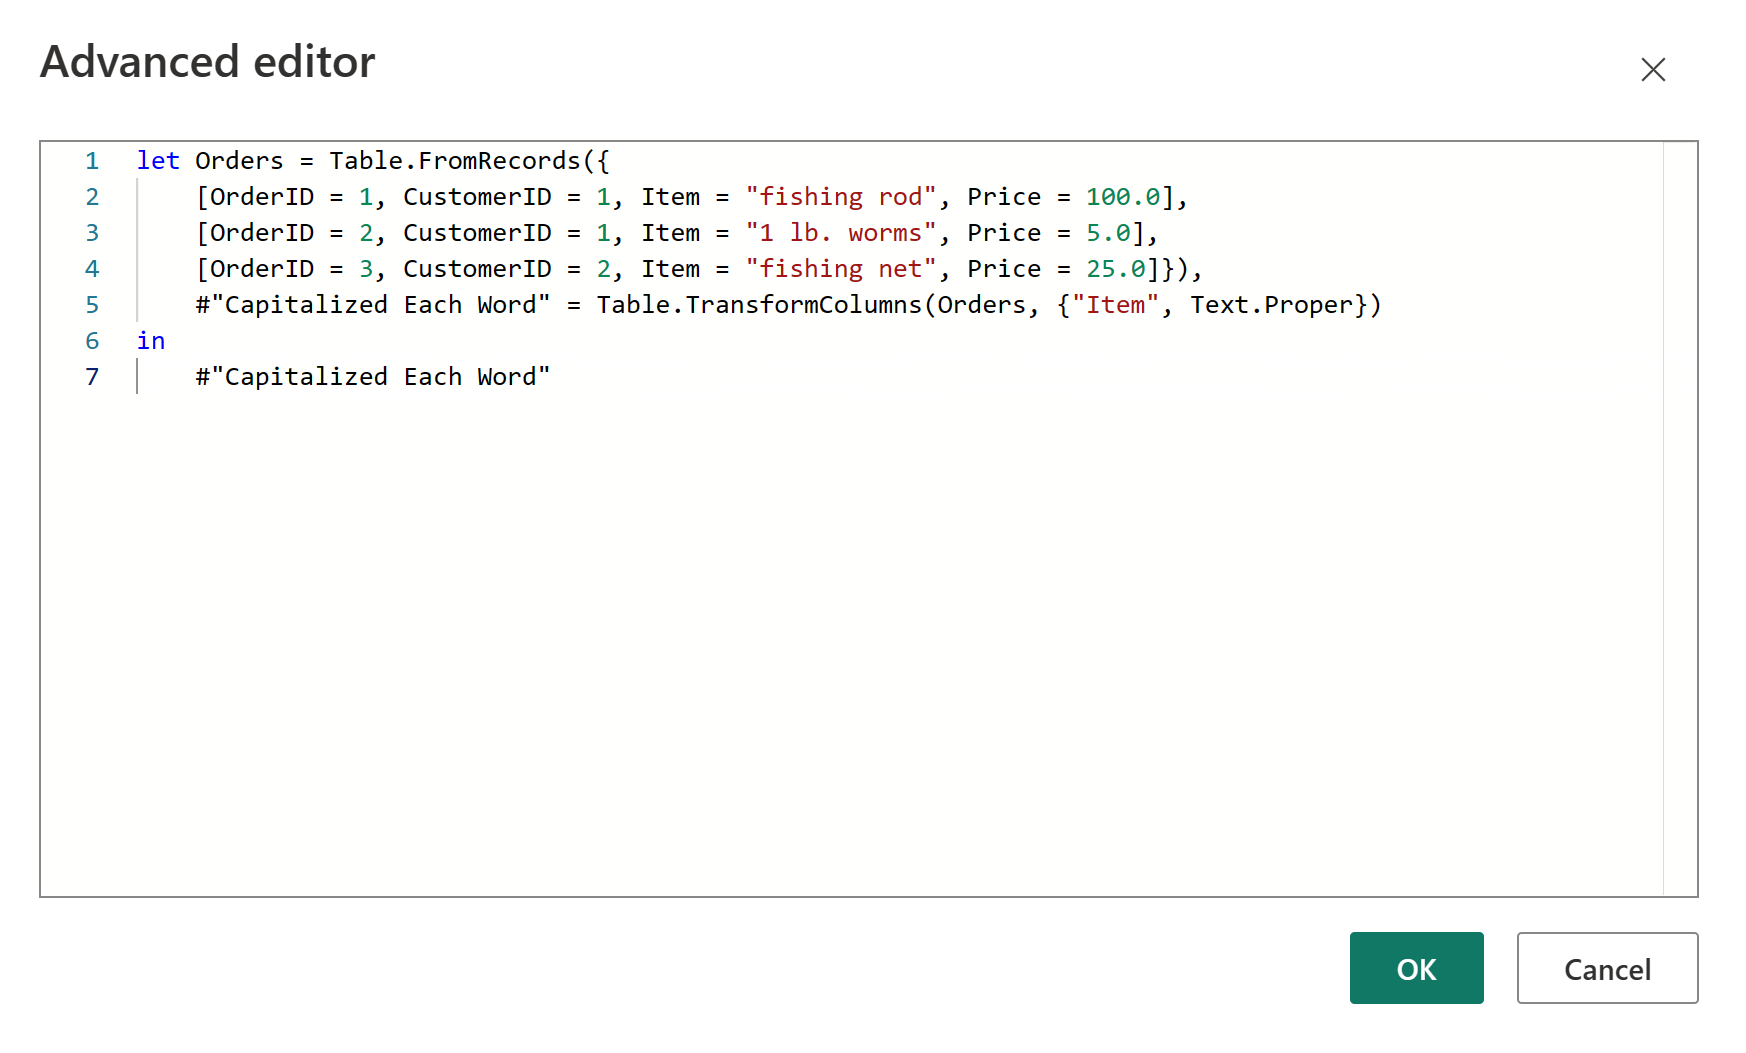 Advanced editor
1 let Orders = Table.FromRecords({
2 [OrderID = 1, CustomerID = 1, Item = "fishing rod", Price = 100.0],
3 [OrderID = 2, CustomerID = 1, Item = "1 lb. worms", Price = 5.0],
4 [OrderID = 3, CustomerID = 2, Item = "fishing net", Price = 25.0]}),
5 #"Capitalized Each Word" = Table.TransformColumns(Orders, {"Item", Text.Proper})
6 in
7 #"Capitalized Each Word"
OK Cancel